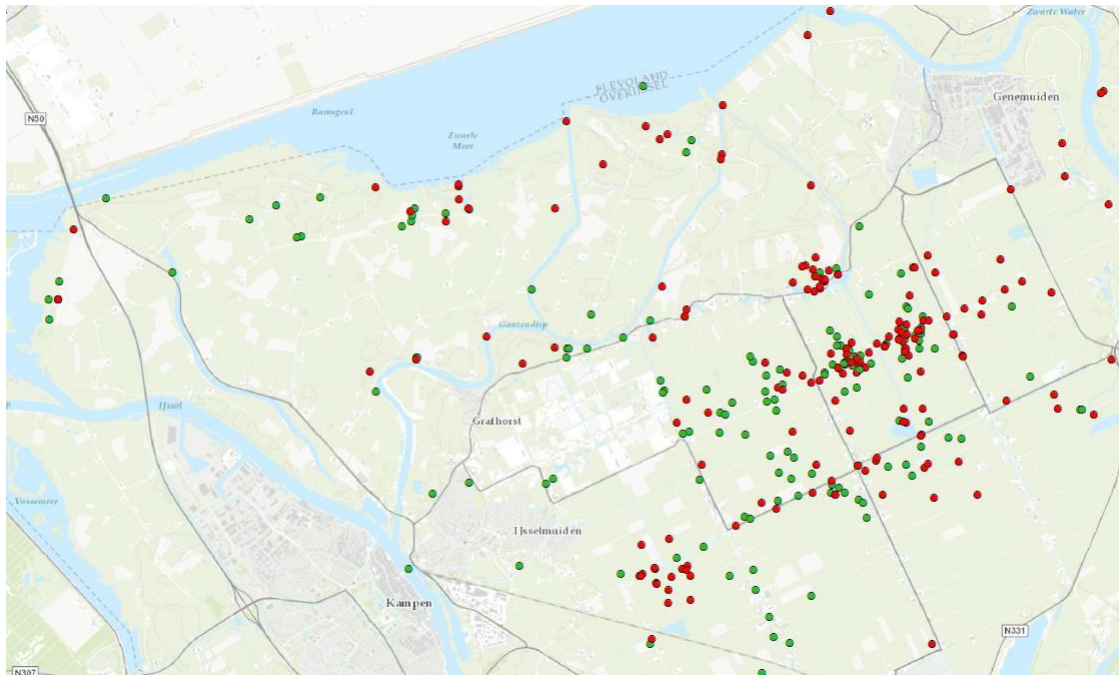 Zwarte Water
FLEVOLAND
OVERIJSSEL
Genemuiden
N50
Ramsgeul
Zwarte
Meer
Ganzendiep
IJssel
Grafhorst
Vossemeer
IJsselmuiden
Kampen
N331
N307